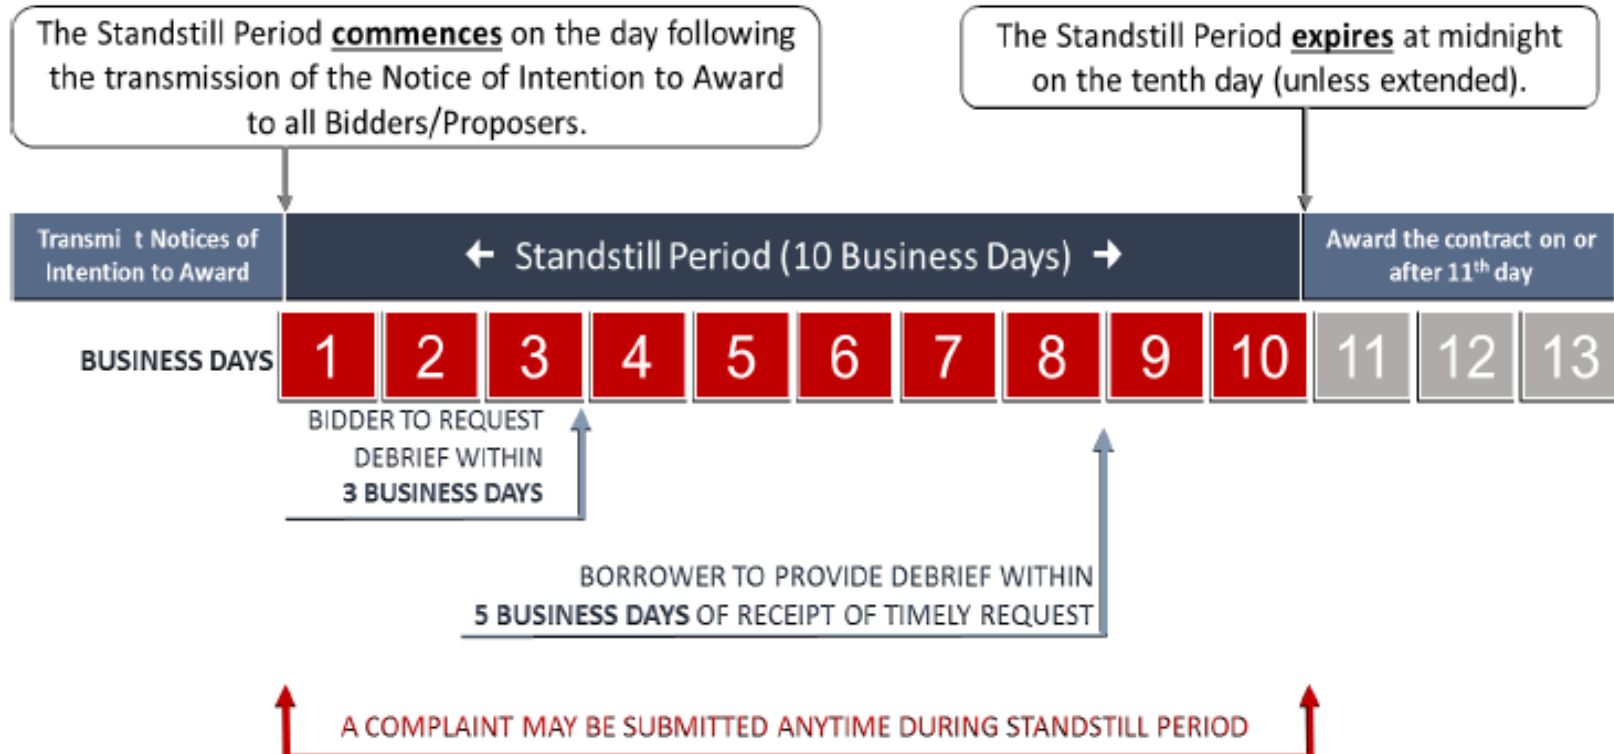 The Standstill Period commences on the day following
the transmission of the Notice of Intention to Award
to all Bidders/Proposers.
The Standstill Period expires at midnight
on the tenth day (unless extended).
Transmi t Notices of
Intention to Award
← Standstill Period (10 Business Days) →
Award the contract on or
after 11th day
BUSINESS DAYS 1 2 3 4 5 6 7 8 9 10 11 12 13
BIDDER TO REQUEST
DEBRIEF WITHIN
3 BUSINESS DAYS
BORROWER TO PROVIDE DEBRIEF WITHIN
5 BUSINESS DAYS OF RECEIPT OF TIMELY REQUEST
A COMPLAINT MAY BE SUBMITTED ANYTIME DURING STANDSTILL PERIOD